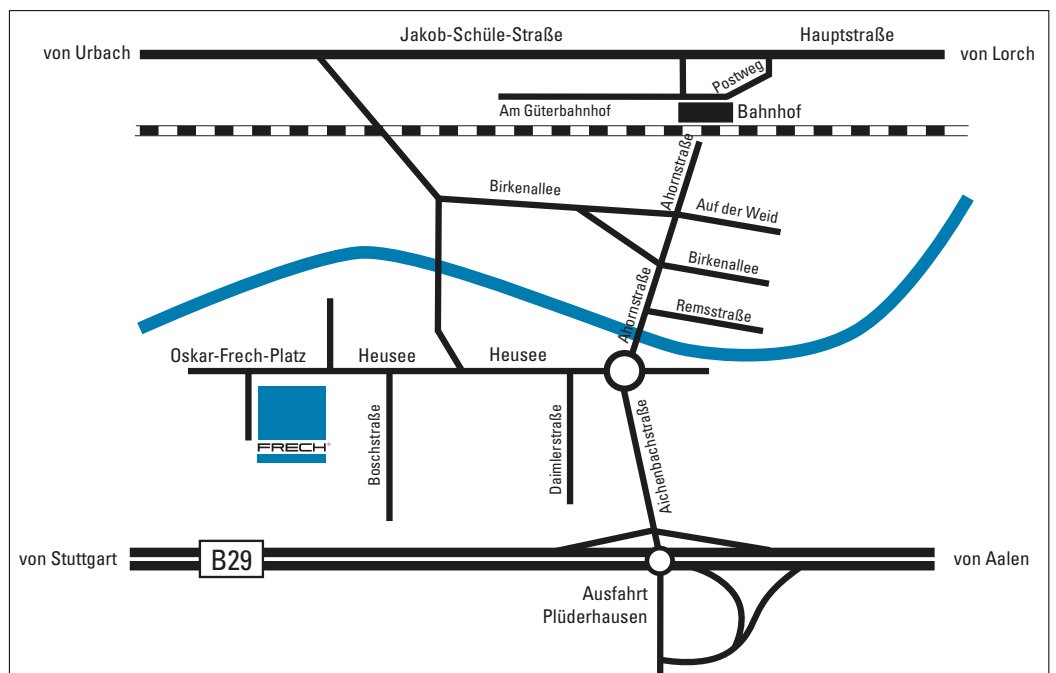 Jakob-Schüle-Straße
Hauptstraße
von Urbach
von Lorch
Postweg
Am Güterbahnhof
Bahnhof
Ahornstraße
Birkenallee
Auf der Weid
Birkenallee
Ahornstraße
Remsstraße
Oskar-Frech-Platz
Heusee
Heusee
FRECH®
Boschstraße
Daimlerstraße
Aichenbachstraße
von Stuttgart
B29
von Aalen
Ausfahrt
Plüderhausen